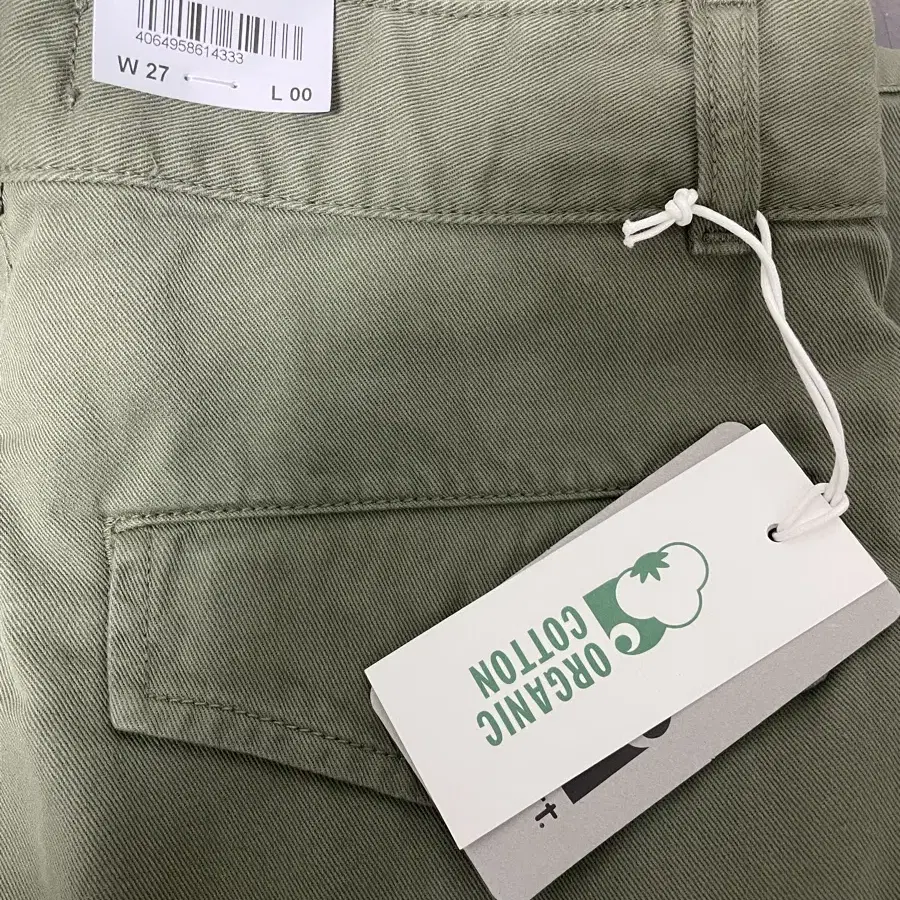 4064958614333
W 27
L 00
ORGANIC
COTTON